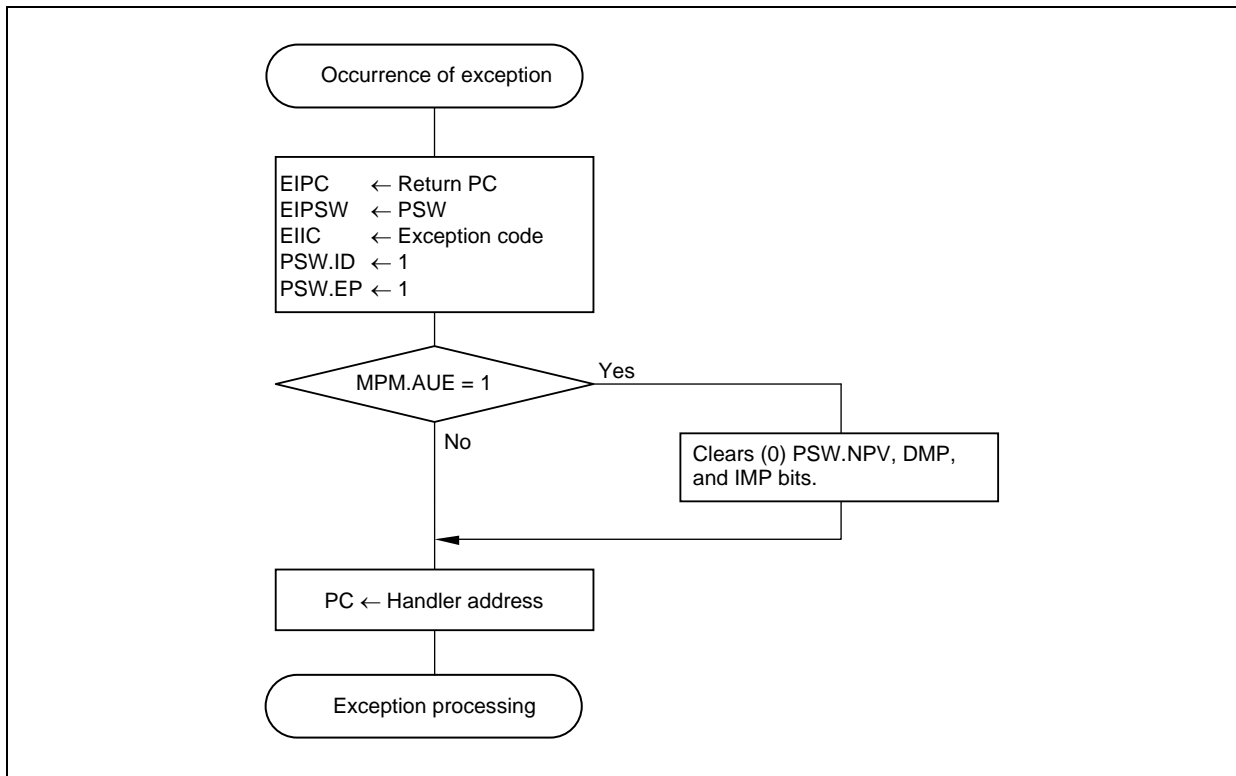 Occurrence of exception
EIPC ← Return PC
EIPSW ← PSW
EIIC ← Exception code
PSW.ID ← 1
PSW.EP ← 1
MPM.AUE = 1
Yes
No
Clears (0) PSW.NPV, DMP,
and IMP bits.
PC ← Handler address
Exception processing